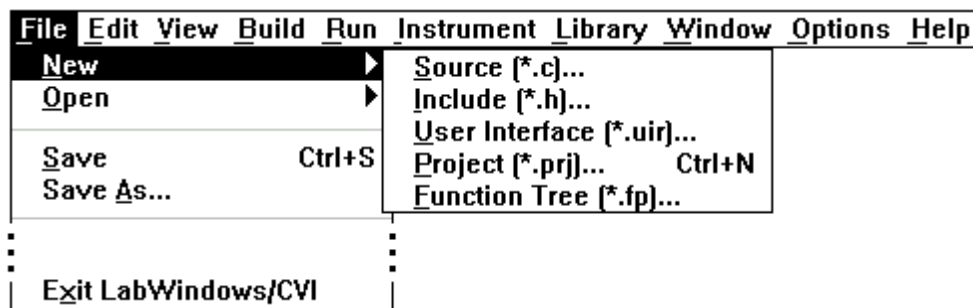 File Edit View Build Run Instrument Library Window Options Help
New
Open
Save Ctrl+S
Save As...
Exit LabWindows/CVI
Source (*.c)...
Include (*.h)...
User Interface (*.uir)...
Project (*.prj)... Ctrl+N
Function Tree (*.fp)...